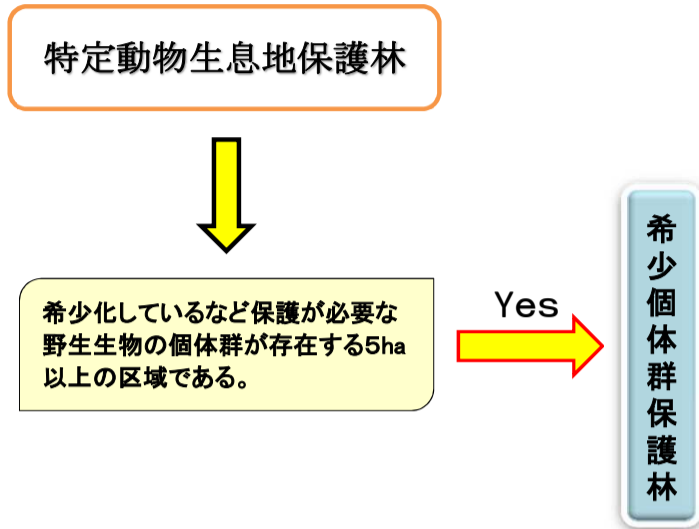 特定動物生息地保護林
希少化しているなど保護が必要な
野生生物の個体群が存在する5ha
以上の区域である。
Yes
希少個体群保護林